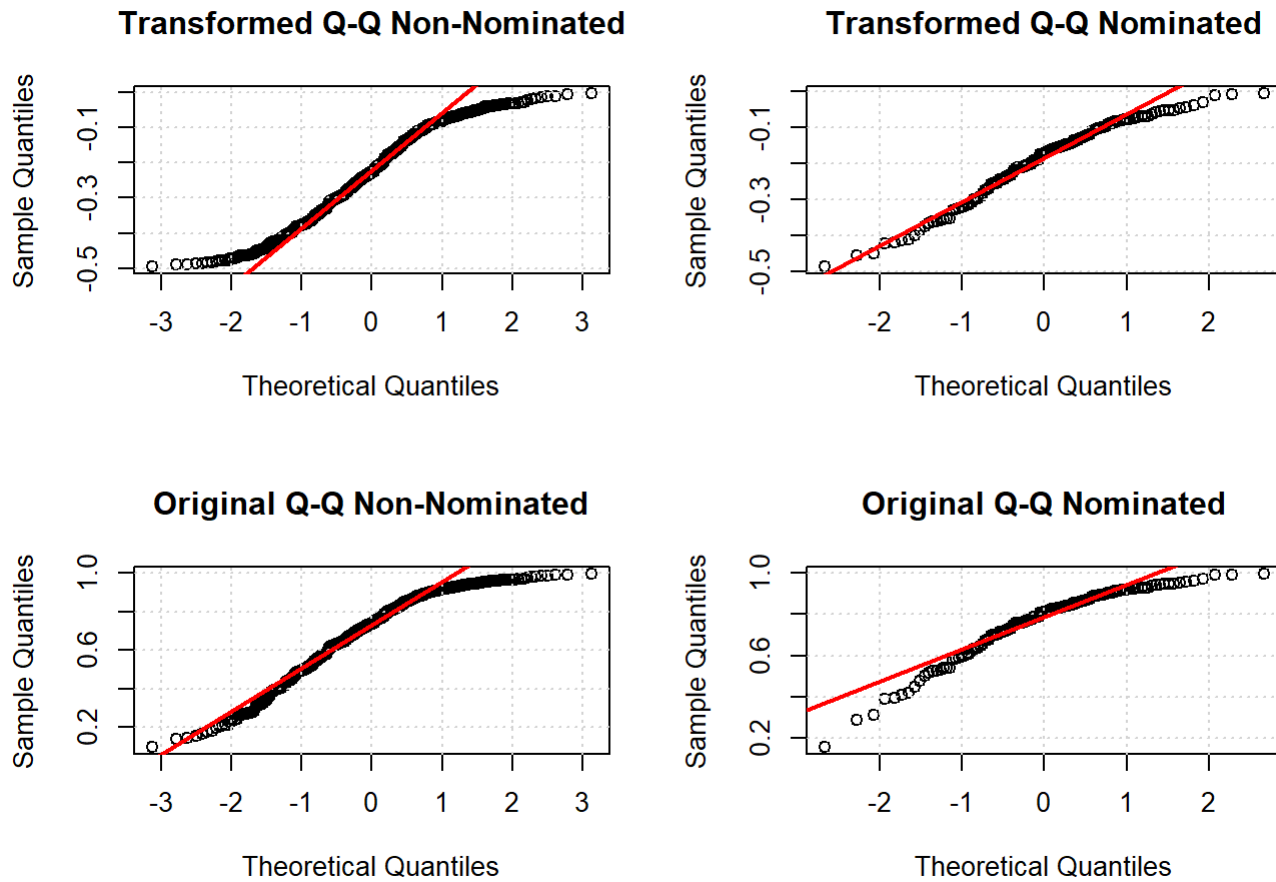 Transformed Q-Q Non-Nominated
Sample Quantiles
-0.1
-0.3
-0.5
-3 -2 -1 0 1 2 3
Theoretical Quantiles
Transformed Q-Q Nominated
Sample Quantiles
-0.1
-0.3
-0.5
-2 -1 0 1 2
Theoretical Quantiles
Original Q-Q Non-Nominated
Sample Quantiles
1.0
0.6
0.2
-3 -2 -1 0 1 2 3
Theoretical Quantiles
Original Q-Q Nominated
Sample Quantiles
1.0
0.6
0.2
-2 -1 0 1 2
Theoretical Quantiles